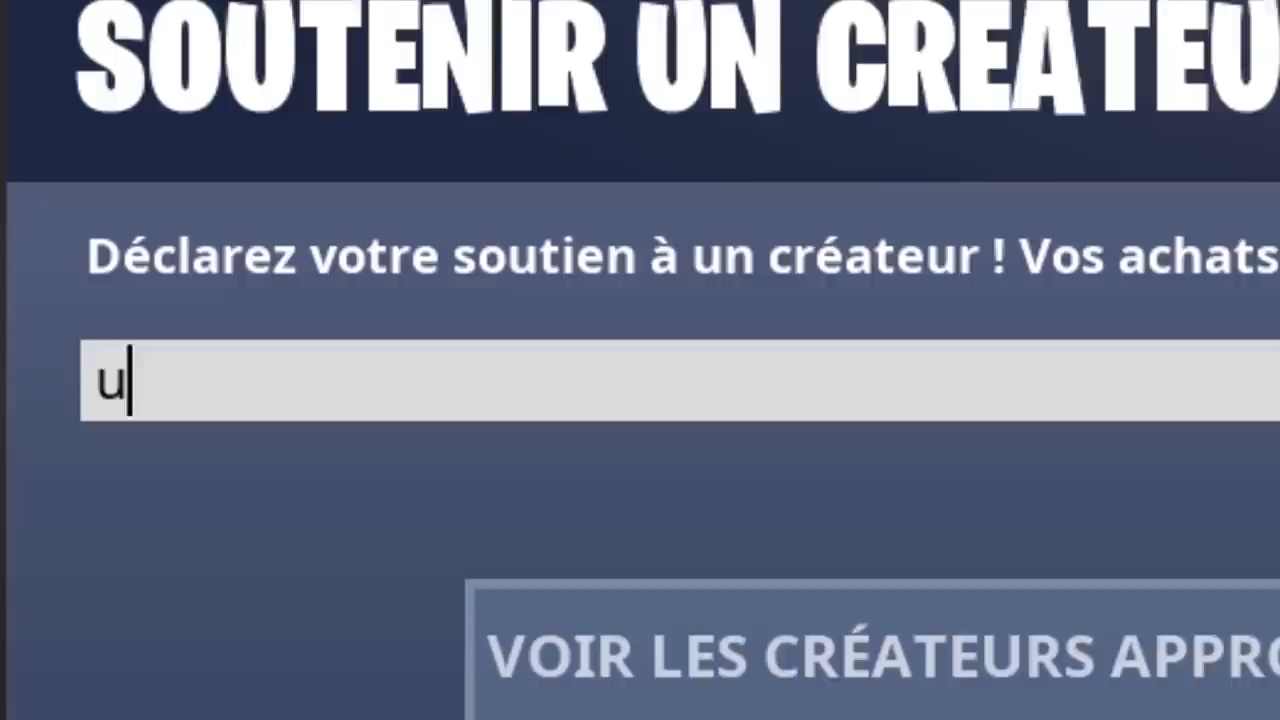 SOUTENIR UN CRÉATEU
Déclarez votre soutien à un créateur ! Vos achats
u
VOIR LES CRÉATEURS APPRO